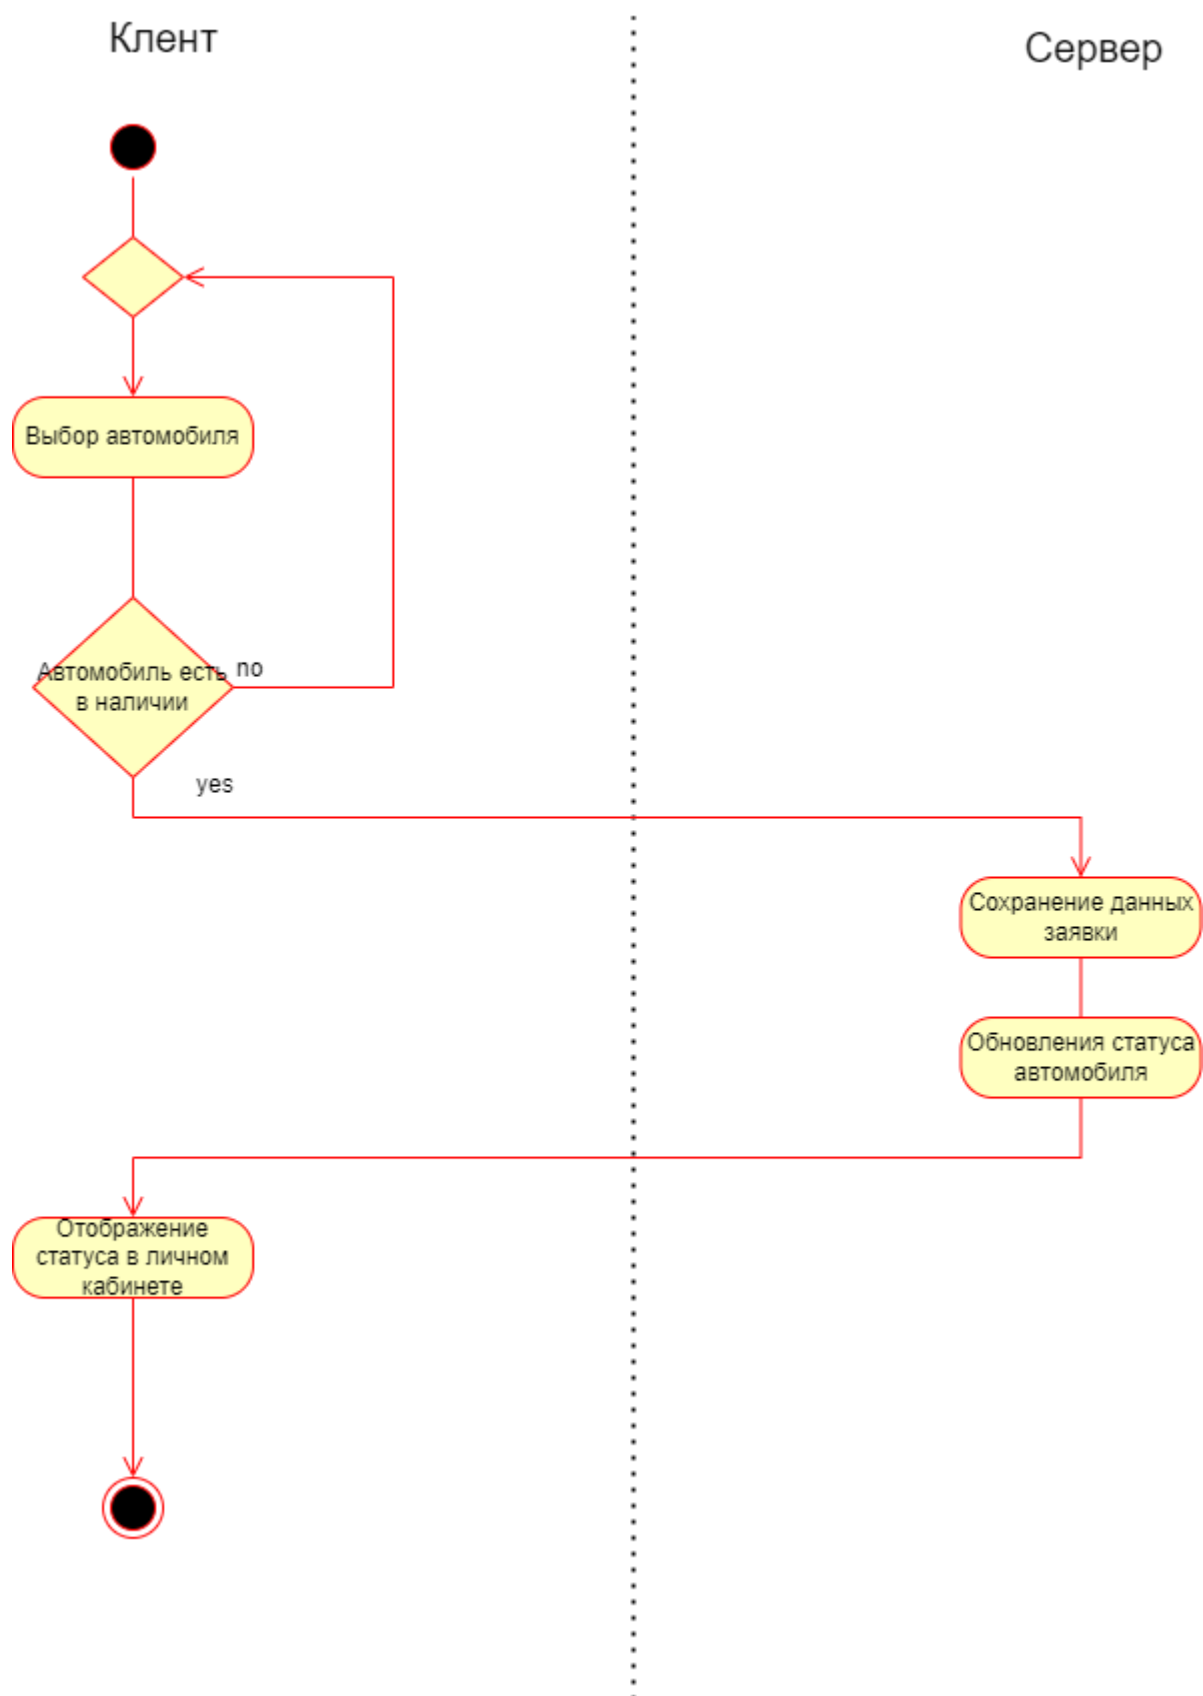 Клент
Сервер
Выбор автомобиля
Автомобиль есть
в наличии
no
yes
Сохранение данных
заявки
Обновления статуса
автомобиля
Отображение
статуса в личном
кабинете